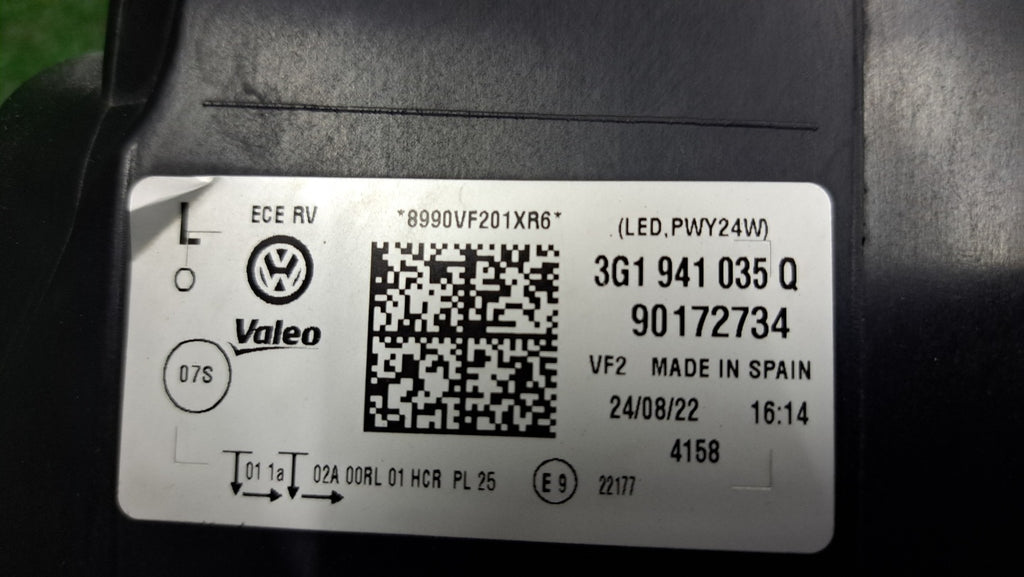 L
O
ECE RV
*8990VF201XR6*
(LED,PWY24W)
3G1 941 035 Q
VW
Valeo
90172734
07S
VF2 MADE IN SPAIN
24/08/22 16:14
4158
01 1a 02A 00RL 01 HCR PL 25
E9
22177